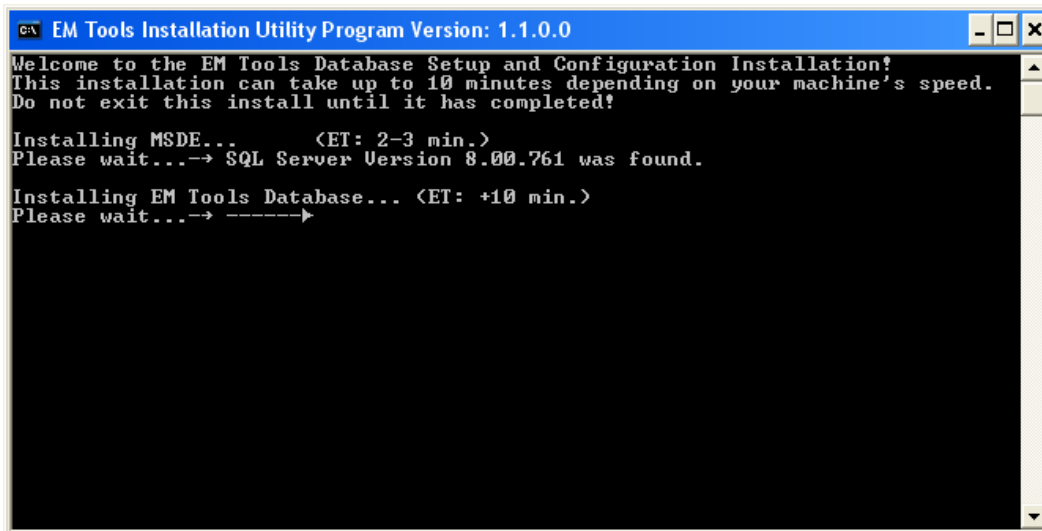 EM Tools Installation Utility Program Version: 1.1.0.0
Welcome to the EM Tools Database Setup and Configuration Installation!
This installation can take up to 10 minutes depending on your machine's speed.
Do not exit this install until it has completed!
Installing MSDE... (ET: 2-3 min.)
Please wait...-→ SQL Server Version 8.00.761 was found.
Installing EM Tools Database... (ET: +10 min.)
Please wait...-→ ------►